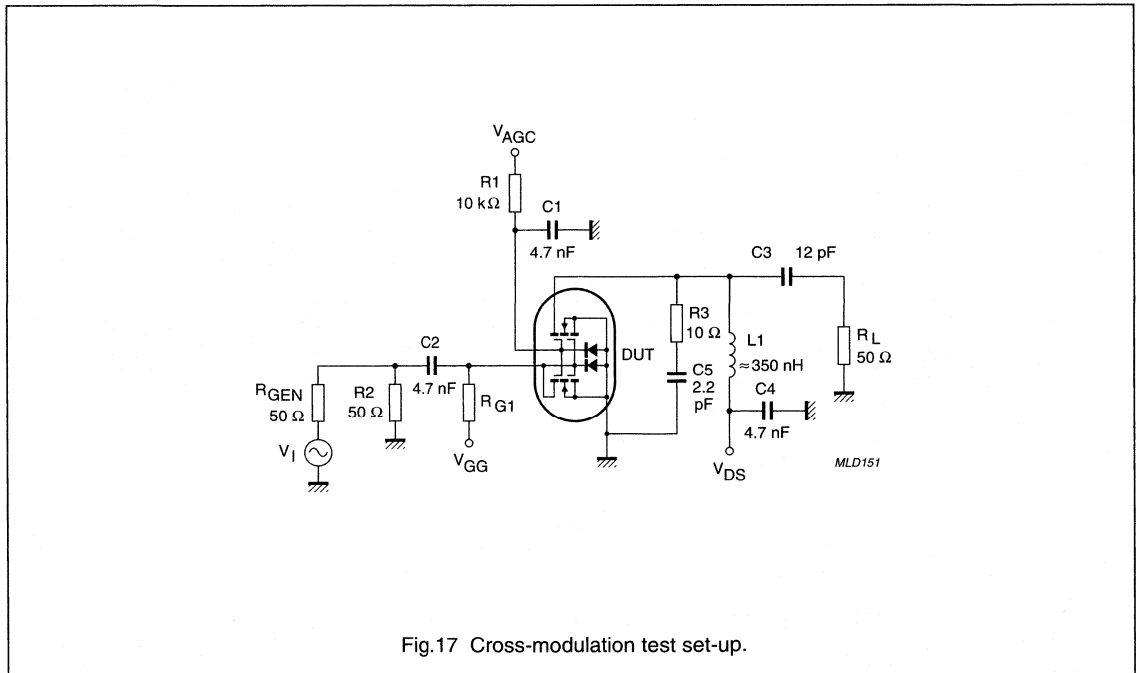 V_AGC
R1
10 kΩ
C1
4.7 nF
C3 12 pF
R3
10 Ω
L1
≈350 nH
R_L
50 Ω
DUT
C2
4.7 nF
C5
2.2
pF
R_GEN
50 Ω
R2
50 Ω
R_G1
C4
4.7 nF
V_I
V_GG
V_DS
MLD151
Fig.17 Cross-modulation test set-up.